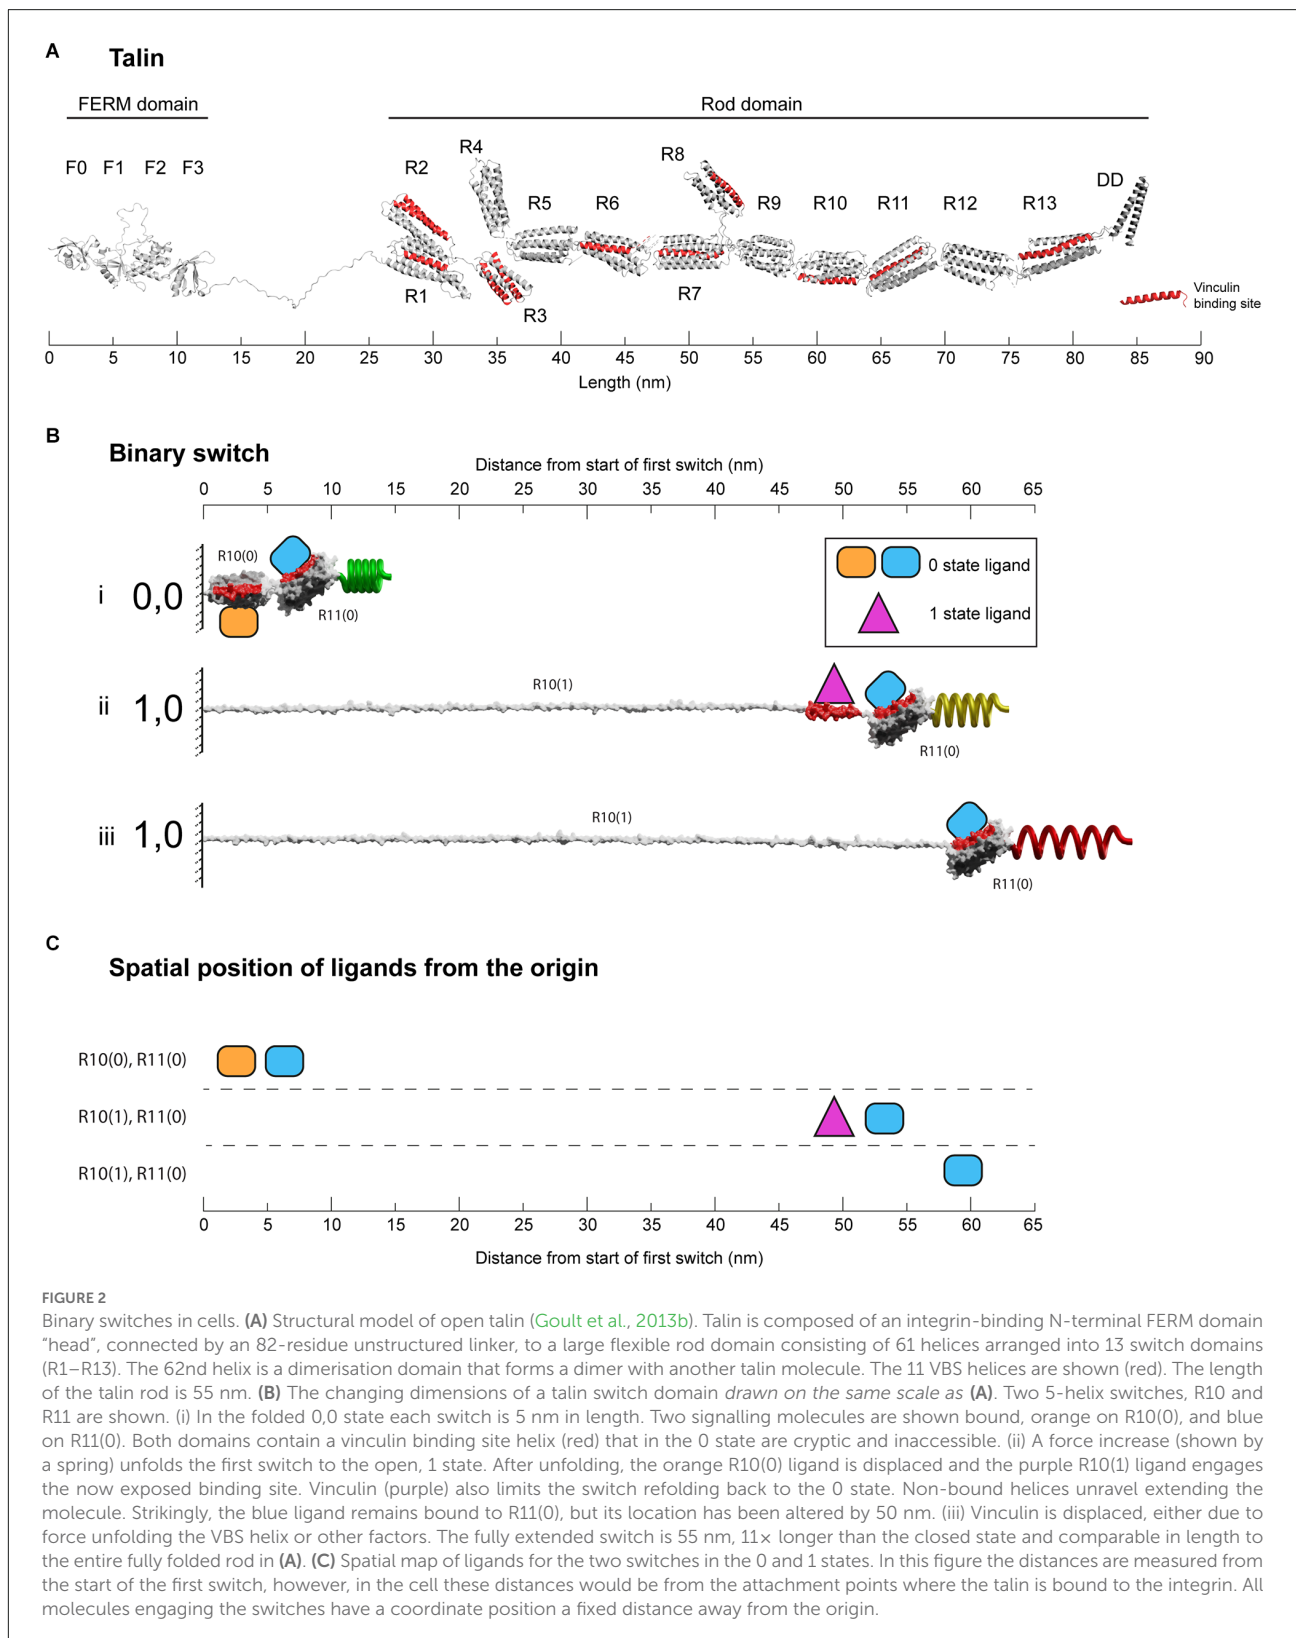 A
Talin
FERM domain
Rod domain
F0 F1 F2 F3
R2
R4
R5
R6
R8
R9
R10
R11
R12
R13
DD
R1
R3
R7
Vinculin
binding site
0 5 10 15 20 25 30 35 40 45 50 55 60 65 70 75 80 85 90
Length (nm)
B
Binary switch
Distance from start of first switch (nm)
0 5 10 15 20 25 30 35 40 45 50 55 60 65
R10(0)
i 0,0
R11(0)
0 state ligand
1 state ligand
R10(1)
ii 1,0
R11(0)
R10(1)
iii 1,0
R11(0)
C
Spatial position of ligands from the origin
R10(0), R11(0)
R10(1), R11(0)
R10(1), R11(0)
0 5 10 15 20 25 30 35 40 45 50 55 60 65
Distance from start of first switch (nm)
FIGURE 2
Binary switches in cells. (A) Structural model of open talin (Goult et al., 2013b). Talin is composed of an integrin-binding N-terminal FERM domain
"head", connected by an 82-residue unstructured linker, to a large flexible rod domain consisting of 61 helices arranged into 13 switch domains
(R1–R13). The 62nd helix is a dimerisation domain that forms a dimer with another talin molecule. The 11 VBS helices are shown (red). The length
of the talin rod is 55 nm. (B) The changing dimensions of a talin switch domain drawn on the same scale as (A). Two 5-helix switches, R10 and
R11 are shown. (i) In the folded 0,0 state each switch is 5 nm in length. Two signalling molecules are shown bound, orange on R10(0), and blue
on R11(0). Both domains contain a vinculin binding site helix (red) that in the 0 state are cryptic and inaccessible. (ii) A force increase (shown by
a spring) unfolds the first switch to the open, 1 state. After unfolding, the orange R10(0) ligand is displaced and the purple R10(1) ligand engages
the now exposed binding site. Vinculin (purple) also limits the switch refolding back to the 0 state. Non-bound helices unravel extending the
molecule. Strikingly, the blue ligand remains bound to R11(0), but its location has been altered by 50 nm. (iii) Vinculin is displaced, either due to
force unfolding the VBS helix or other factors. The fully extended switch is 55 nm, 11× longer than the closed state and comparable in length to
the entire fully folded rod in (A). (C) Spatial map of ligands for the two switches in the 0 and 1 states. In this figure the distances are measured from
the start of the first switch, however, in the cell these distances would be from the attachment points where the talin is bound to the integrin. All
molecules engaging the switches have a coordinate position a fixed distance away from the origin.